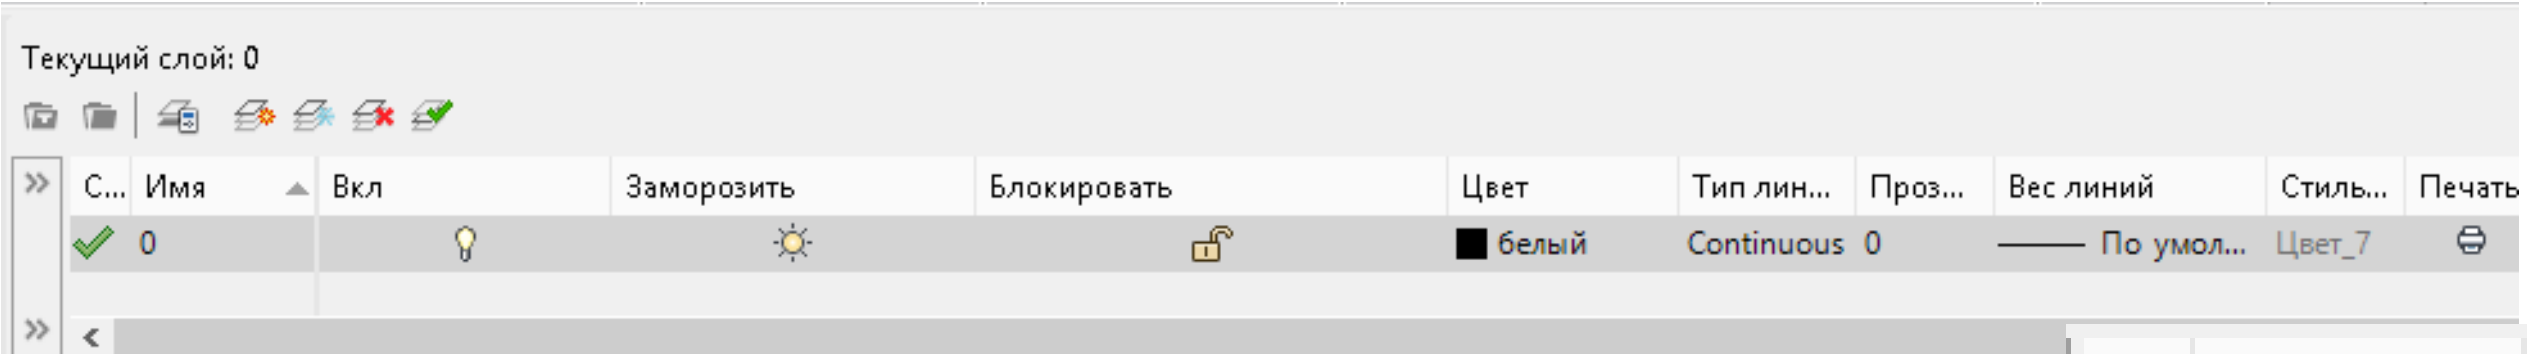 Текущий слой: 0
С... Имя Вкл Заморозить Блокировать Цвет Тип лин... Проз... Вес линий Стиль... Печать
0 белый Continuous 0 По умол... Цвет_7